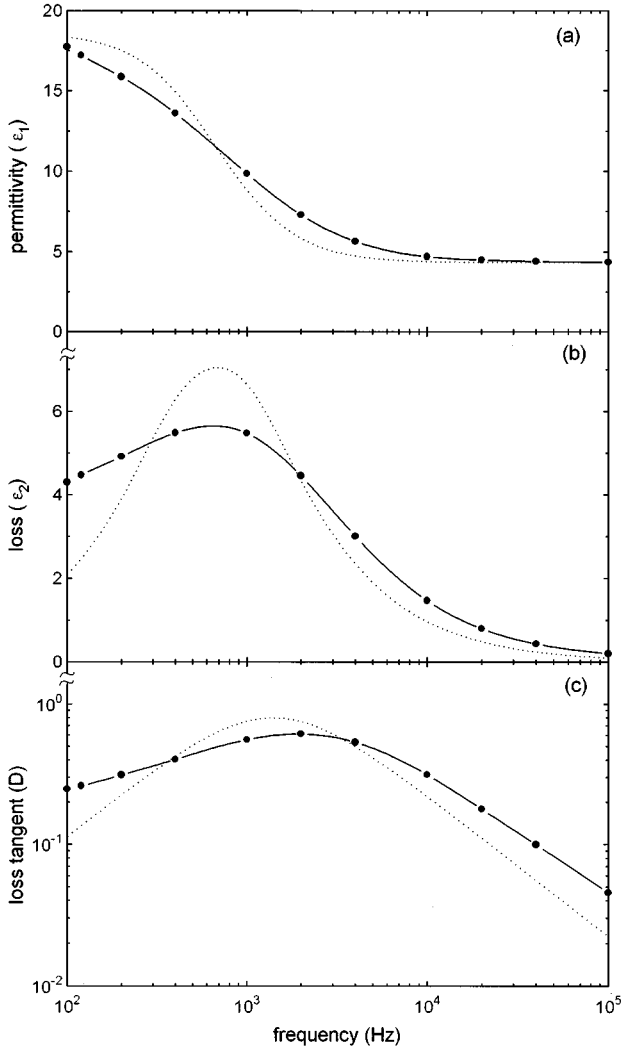 20
(a)
15
10
5
0
permittivity ( ε1)
(b)
6
4
2
0
loss (ε2)
(c)
10^0
10^-1
10^-2
loss tangent (D)
10^2 10^3 10^4 10^5
frequency (Hz)